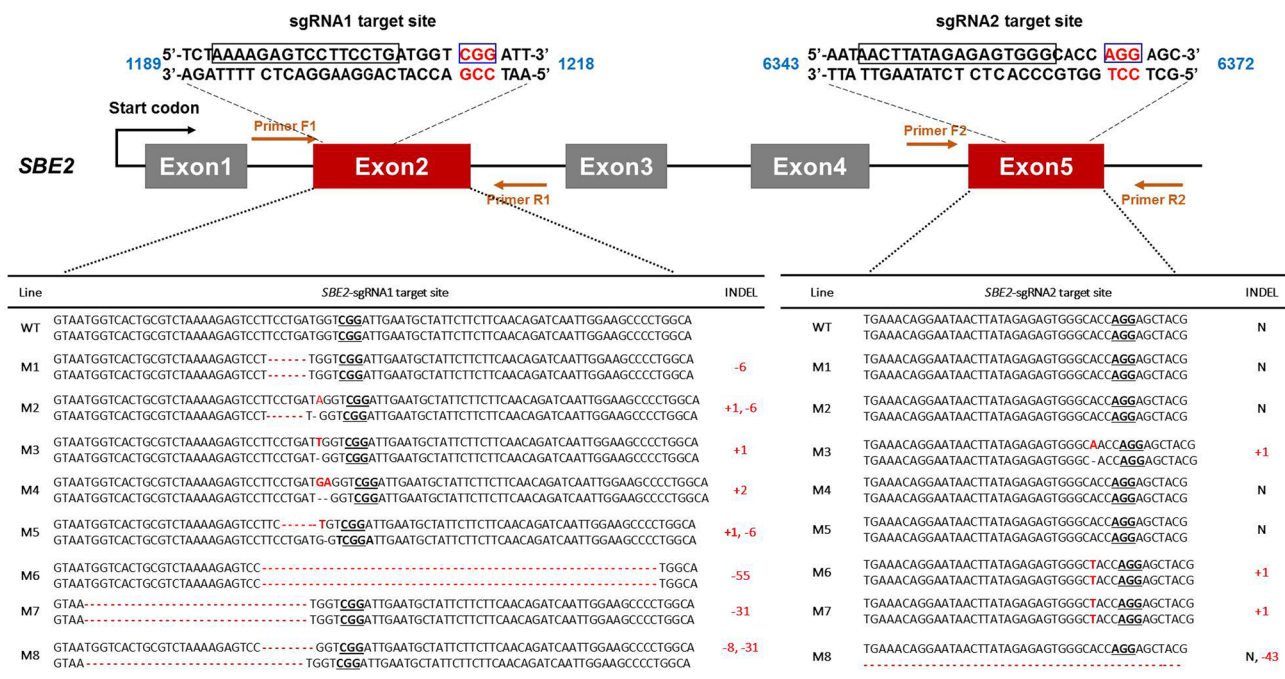 sgRNA1 target site
sgRNA2 target site
5'-TCTAAAAGAGTCCTTCCTGATGGT CGG ATT-3'
1189
3'-AGATTTT CTCAGGAAGGACTACCA GCC TAA-5'
1218
5'-AATAACTTATAGAGAGTGGGCACC AGG AGC-3'
6343
3'-TTA TTGAATATCT CTCACCCGTGG TCC TCG-5'
6372
Start codon
Primer F1
Primer F2
SBE2
Exon1
Exon2
Exon3
Exon4
Exon5
Primer R1
Primer R2
Line SBE2-sgRNA1 target site INDEL
WT
GTAATGGTCACTGCGTCTAAAAGAGTCCTTCCTGATGGTCGGATTGAATGCTATTCTTCTTCAACAGATCAATTGGAAGCCCCTGGCA
GTAATGGTCACTGCGTCTAAAAGAGTCCTTCCTGATGGTCGGATTGAATGCTATTCTTCTTCAACAGATCAATTGGAAGCCCCTGGCA
M1
GTAATGGTCACTGCGTCTAAAAGAGTCCT------TGGTCGGATTGAATGCTATTCTTCTTCAACAGATCAATTGGAAGCCCCTGGCA
GTAATGGTCACTGCGTCTAAAAGAGTCCT------TGGTCGGATTGAATGCTATTCTTCTTCAACAGATCAATTGGAAGCCCCTGGCA
-6
M2
GTAATGGTCACTGCGTCTAAAAGAGTCCTTCCTGATAGGTCGGATTGAATGCTATTCTTCTTCAACAGATCAATTGGAAGCCCCTGGCA
GTAATGGTCACTGCGTCTAAAAGAGTCCT------T-GGTCGGATTGAATGCTATTCTTCTTCAACAGATCAATTGGAAGCCCCTGGCA
+1, -6
M3
GTAATGGTCACTGCGTCTAAAAGAGTCCTTCCTGATTGGTCGGATTGAATGCTATTCTTCTTCAACAGATCAATTGGAAGCCCCTGGCA
GTAATGGTCACTGCGTCTAAAAGAGTCCTTCCTGAT-GGTCGGATTGAATGCTATTCTTCTTCAACAGATCAATTGGAAGCCCCTGGCA
+1
M4
GTAATGGTCACTGCGTCTAAAAGAGTCCTTCCTGATGAGGTCGGATTGAATGCTATTCTTCTTCAACAGATCAATTGGAAGCCCCTGGCA
GTAATGGTCACTGCGTCTAAAAGAGTCCTTCCTGAT--GGTCGGATTGAATGCTATTCTTCTTCAACAGATCAATTGGAAGCCCCTGGCA
+2
M5
GTAATGGTCACTGCGTCTAAAAGAGTCCTTC------TGTCGGATTGAATGCTATTCTTCTTCAACAGATCAATTGGAAGCCCCTGGCA
GTAATGGTCACTGCGTCTAAAAGAGTCCTTCCTGATG-GTCGGATTGAATGCTATTCTTCTTCAACAGATCAATTGGAAGCCCCTGGCA
+1, -6
M6
GTAATGGTCACTGCGTCTAAAAGAGTCC-------------------------------------------------------TGGCA
GTAATGGTCACTGCGTCTAAAAGAGTCC-------------------------------------------------------TGGCA
-55
M7
GTAA-------------------------------TGGTCGGATTGAATGCTATTCTTCTTCAACAGATCAATTGGAAGCCCCTGGCA
GTAA-------------------------------TGGTCGGATTGAATGCTATTCTTCTTCAACAGATCAATTGGAAGCCCCTGGCA
-31
M8
GTAATGGTCACTGCGTCTAAAAGAGTCC--------GGTCGGATTGAATGCTATTCTTCTTCAACAGATCAATTGGAAGCCCCTGGCA
GTAA-------------------------------TGGTCGGATTGAATGCTATTCTTCTTCAACAGATCAATTGGAAGCCCCTGGCA
-8, -31
Line SBE2-sgRNA2 target site INDEL
WT
TGAAACAGGAATAACTTATAGAGAGTGGGCACCAGGAGCTACG
TGAAACAGGAATAACTTATAGAGAGTGGGCACCAGGAGCTACG
N
M1
TGAAACAGGAATAACTTATAGAGAGTGGGCACCAGGAGCTACG
TGAAACAGGAATAACTTATAGAGAGTGGGCACCAGGAGCTACG
N
M2
TGAAACAGGAATAACTTATAGAGAGTGGGCACCAGGAGCTACG
TGAAACAGGAATAACTTATAGAGAGTGGGCACCAGGAGCTACG
N
M3
TGAAACAGGAATAACTTATAGAGAGTGGGCAACCAGGAGCTACG
TGAAACAGGAATAACTTATAGAGAGTGGGC-ACCAGGAGCTACG
+1
M4
TGAAACAGGAATAACTTATAGAGAGTGGGCACCAGGAGCTACG
TGAAACAGGAATAACTTATAGAGAGTGGGCACCAGGAGCTACG
N
M5
TGAAACAGGAATAACTTATAGAGAGTGGGCACCAGGAGCTACG
TGAAACAGGAATAACTTATAGAGAGTGGGCACCAGGAGCTACG
N
M6
TGAAACAGGAATAACTTATAGAGAGTGGGCTACCAGGAGCTACG
TGAAACAGGAATAACTTATAGAGAGTGGGCTACCAGGAGCTACG
+1
M7
TGAAACAGGAATAACTTATAGAGAGTGGGCTACCAGGAGCTACG
TGAAACAGGAATAACTTATAGAGAGTGGGCTACCAGGAGCTACG
+1
M8
TGAAACAGGAATAACTTATAGAGAGTGGGCACCAGGAGCTACG
-------------------------------------------
N, -43